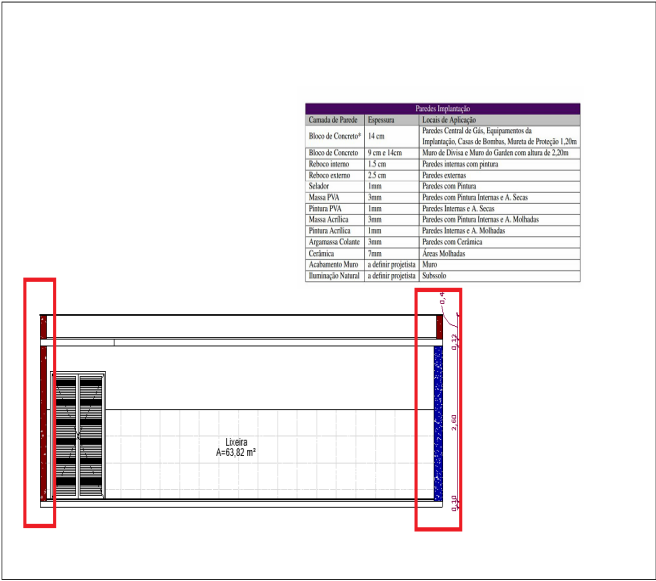 Paredes Implantação
Camada de Parede Espessura Locais de Aplicação
Bloco de Concreto* 14 cm Paredes Central de Gás, Equipamentos da
Implantação, Casas de Bombas, Mureta de Proteção 1,20m
Bloco de Concreto 9 cm e 14cm Muro de Divisa e Muro do Garden com altura de 2,20m
Reboco interno 1.5 cm Paredes internas com pintura
Reboco externo 2.5 cm Paredes externas
Selador 1mm Paredes com Pintura
Massa PVA 3mm Paredes com Pintura Internas e A. Secas
Pintura PVA 1mm Paredes Internas e A. Secas
Massa Acrílica 3mm Paredes com Pintura Internas e A. Molhadas
Pintura Acrílica 1mm Paredes Internas e A. Molhadas
Argamassa Colante 3mm Paredes com Cerâmica
Cerâmica 7mm Áreas Molhadas
Acabamento Muro a definir projetista Muro
Iluminação Natural a definir projetista Subssolo
0,4
0,12
2,60
0,10
Lixeira
A=63,82 m²